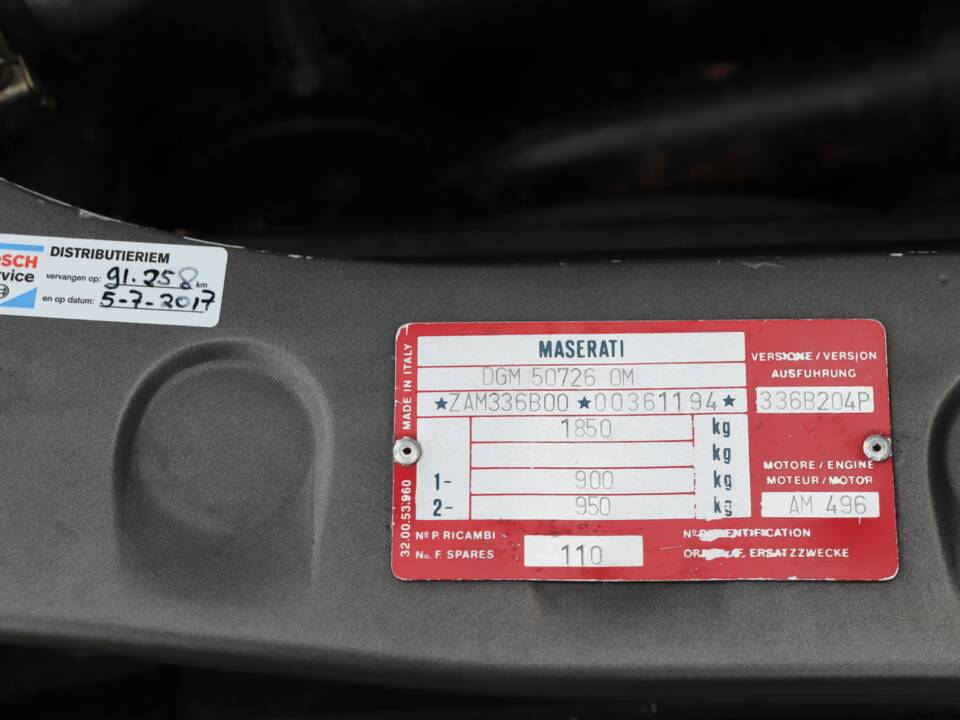 OSCH
rvice
DISTRIBUTIERIEM
vervangen op: 91.258 km
en op datum: 5-7-2017
MADE IN ITALY
32.00.53.960
MASERATI
DGM 50726 OM
★ZAM336B00 ★00361194★
1850 kg
kg
1- 900 kg
2- 950 kg
VERSIONE / VERSION
AUSFUHRUNG
336B204P
MOTORE / ENGINE
MOTEUR / MOTOR
AM 496
Nº P. RICAMBI
No. F. SPARES
110
F. ERSATZZWECKE